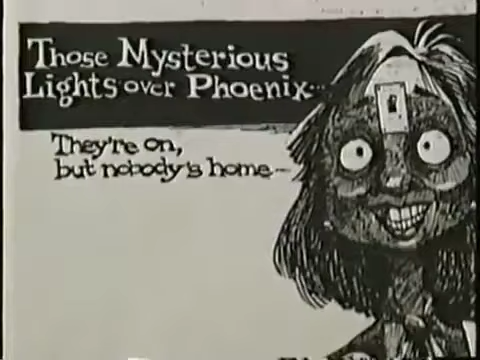 Those Mysterious
Lights over Phoenix...
They're on,
but nobody's home—